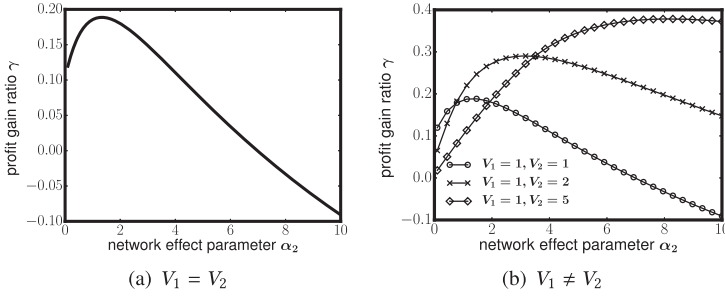 0.20
0.15
0.10
0.05
0.00
−0.05
−0.10
0 2 4 6 8 10
profit gain ratio γ
network effect parameter α₂
(a) V₁ = V₂
0.4
0.3
0.2
0.1
0.0
−0.1
0 2 4 6 8 10
profit gain ratio γ
V₁ = 1, V₂ = 1
V₁ = 1, V₂ = 2
V₁ = 1, V₂ = 5
network effect parameter α₂
(b) V₁ ≠ V₂